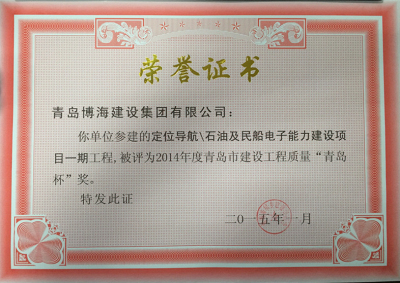 荣誉证书
青岛博海建设集团有限公司：
你单位参建的定位导航\石油及民船电子能力建设项
目一期工程，被评为2014年度青岛市建设工程质量“青岛
杯”奖。
特发此证
二○一五年一月